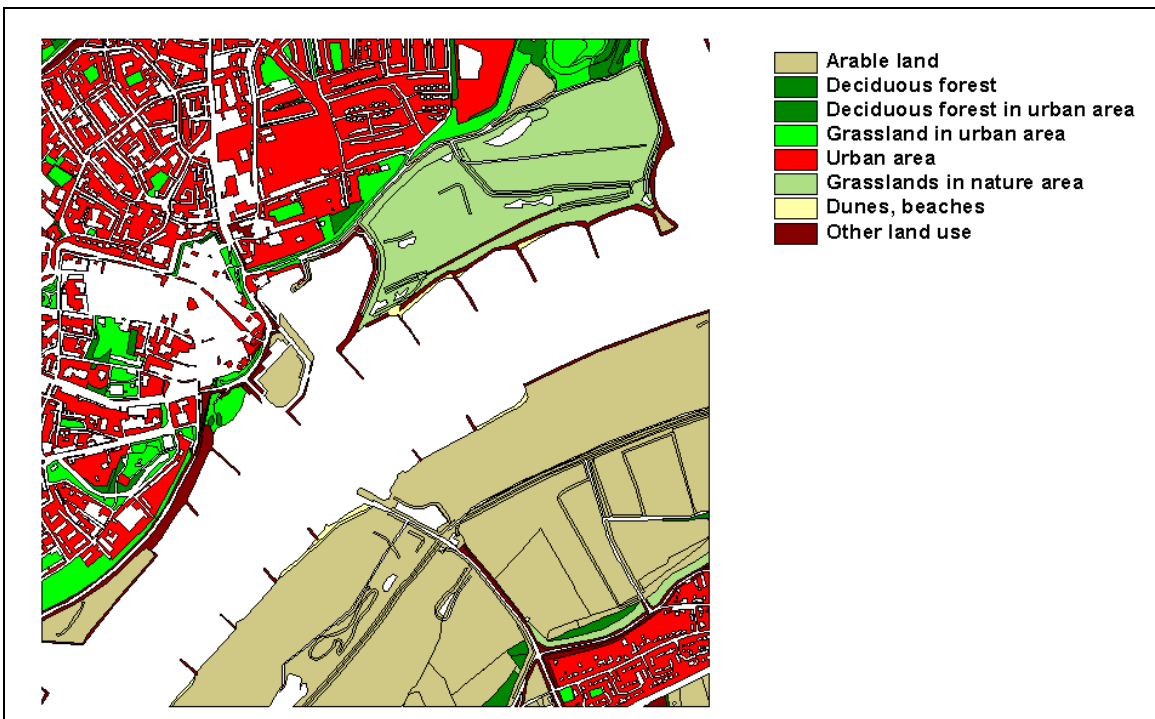 Arable land
Deciduous forest
Deciduous forest in urban area
Grassland in urban area
Urban area
Grasslands in nature area
Dunes, beaches
Other land use